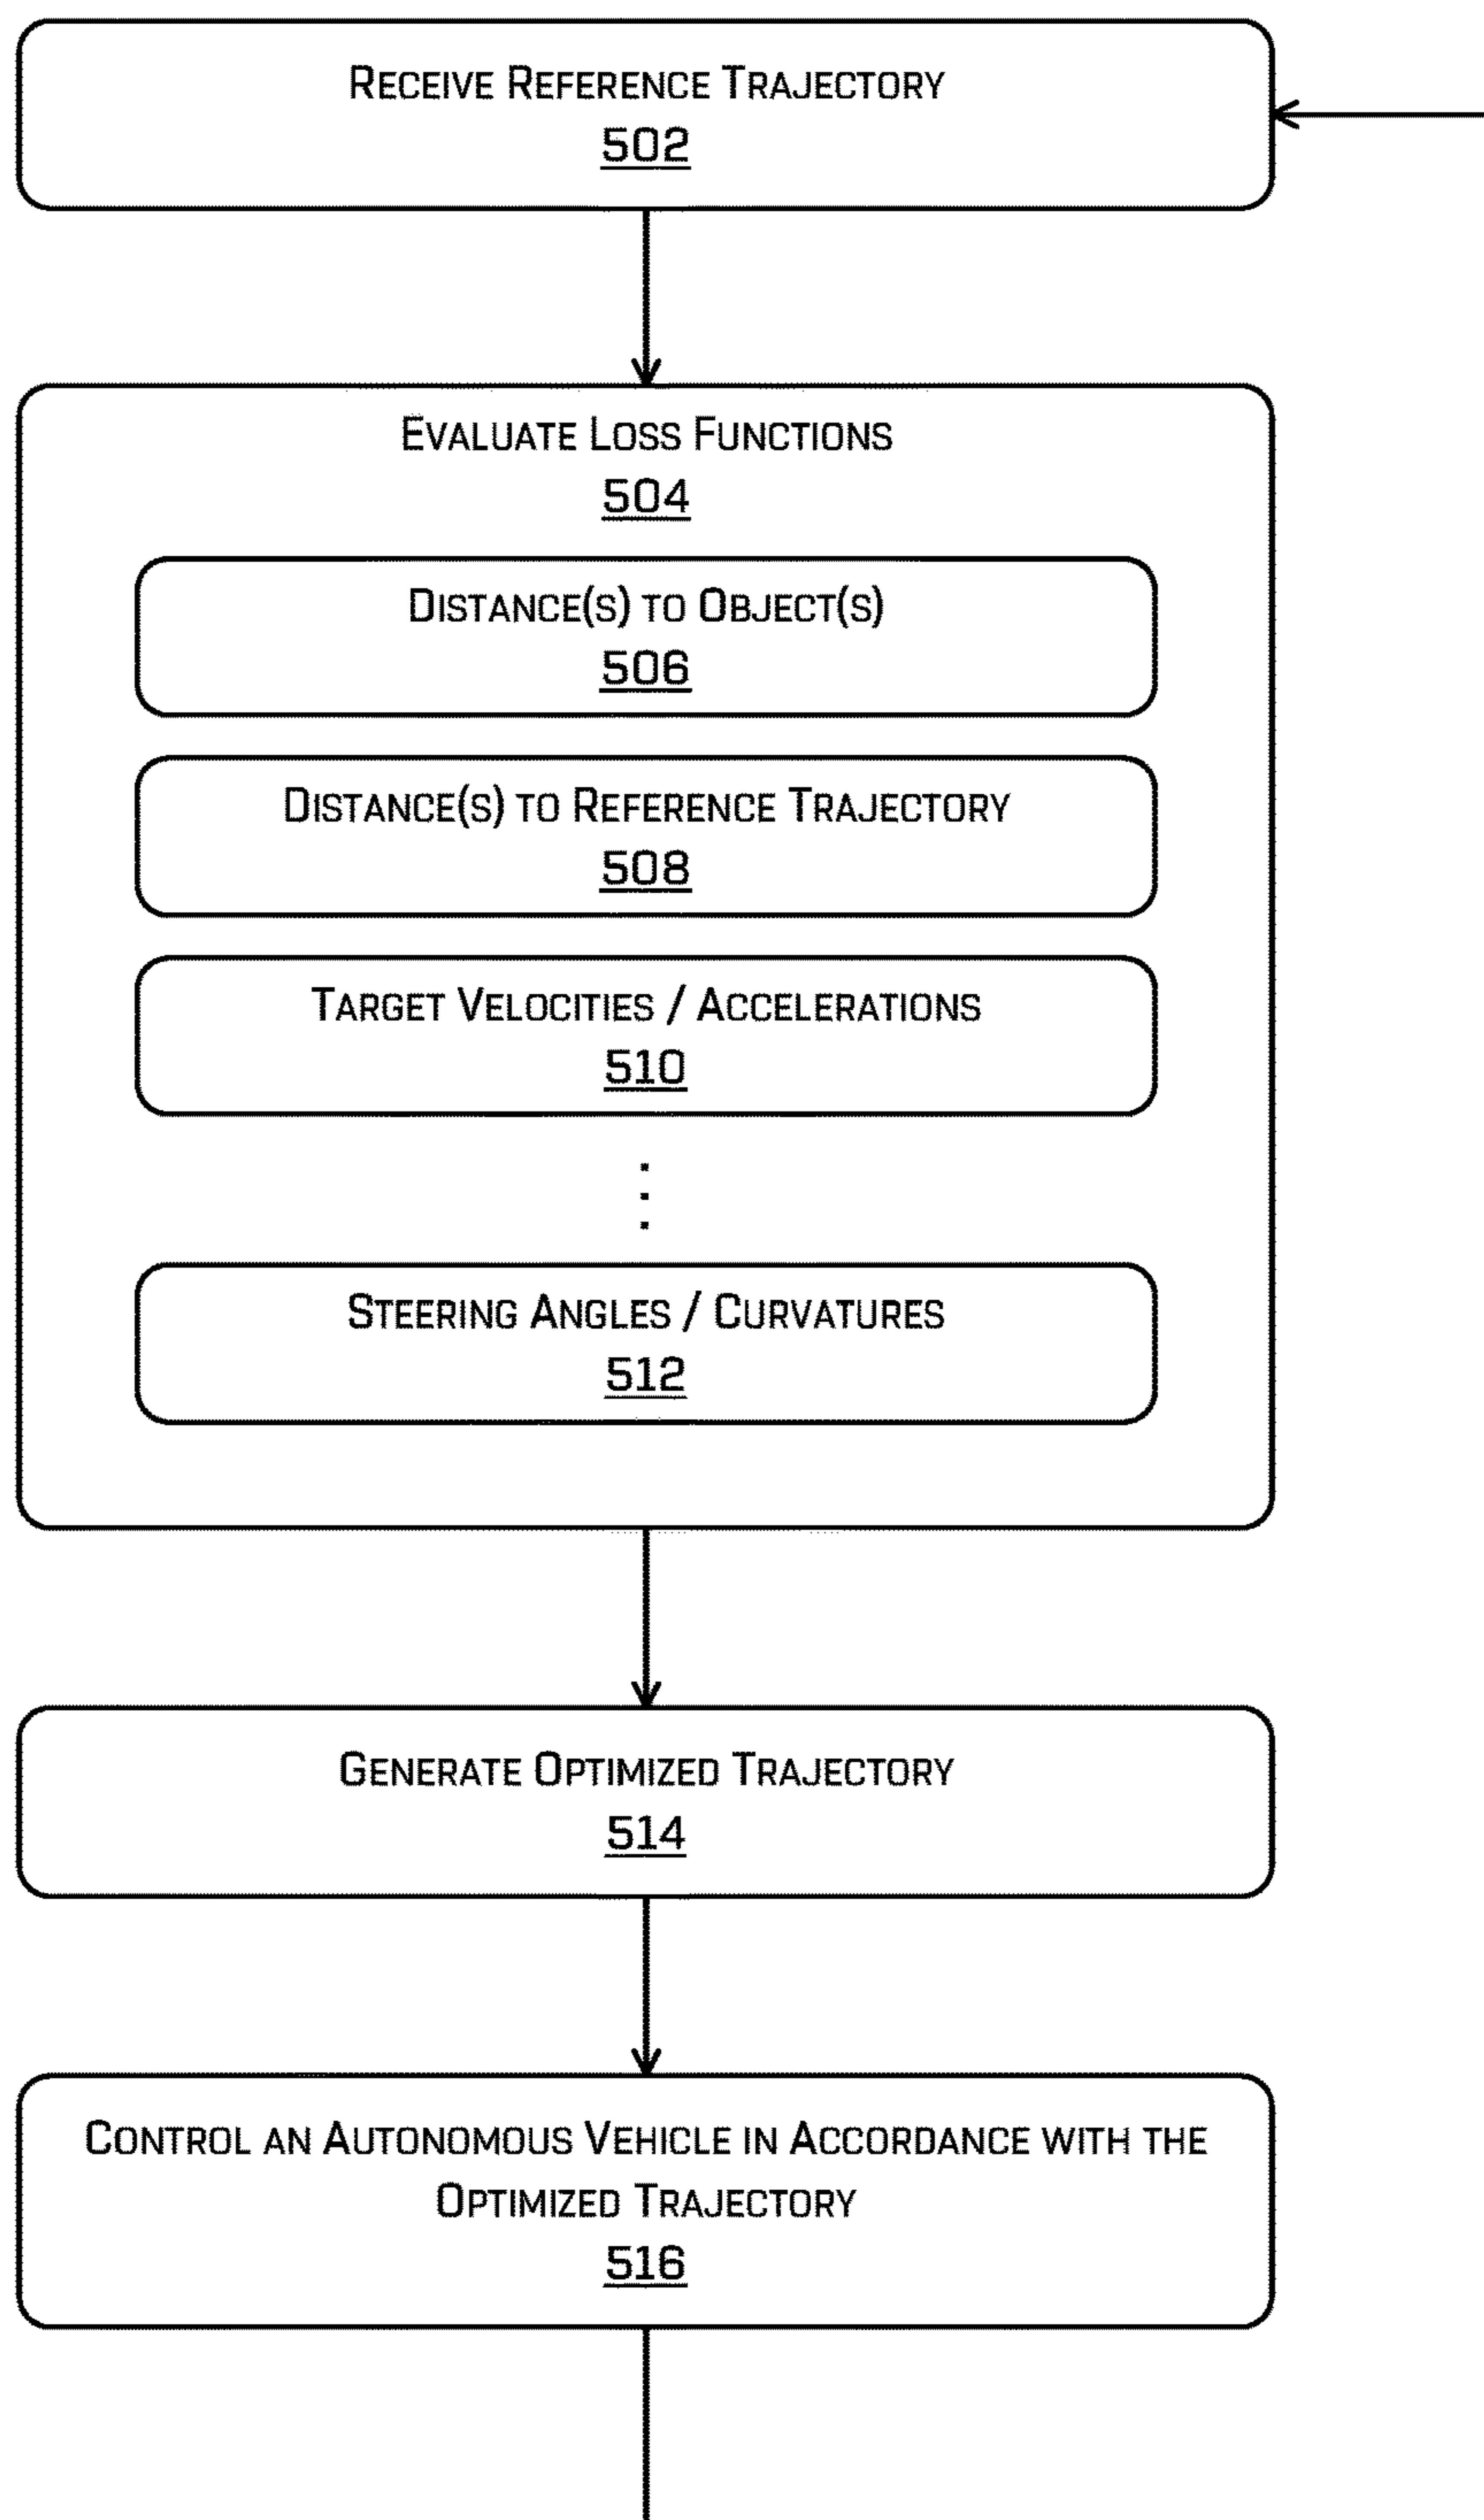 Receive Reference Trajectory
502
Evaluate Loss Functions
504
Distance(s) to Object(s)
506
Distance(s) to Reference Trajectory
508
Target Velocities / Accelerations
510
Steering Angles / Curvatures
512
Generate Optimized Trajectory
514
Control an Autonomous Vehicle in Accordance with the
Optimized Trajectory
516